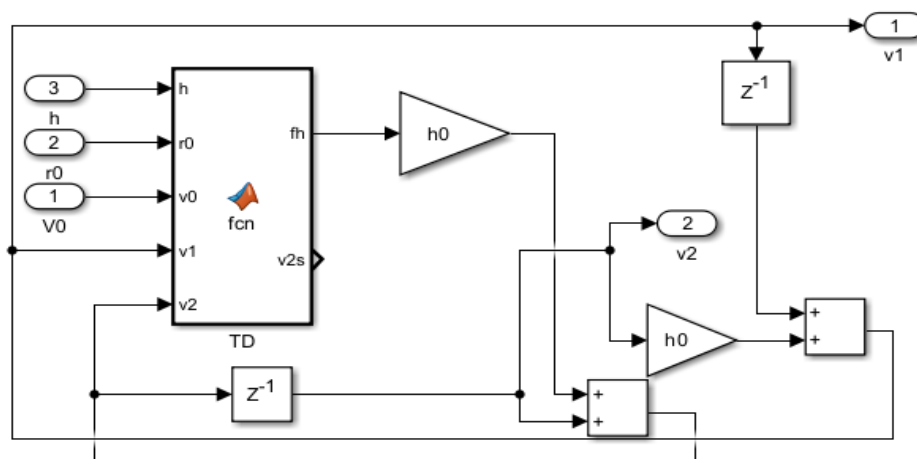 1
v1
Z-1
3
h
2
r0
1
V0
h
r0
v0
v1
v2
fh
v2s
fcn
TD
h0
2
v2
h0
+
+
Z-1
+
+